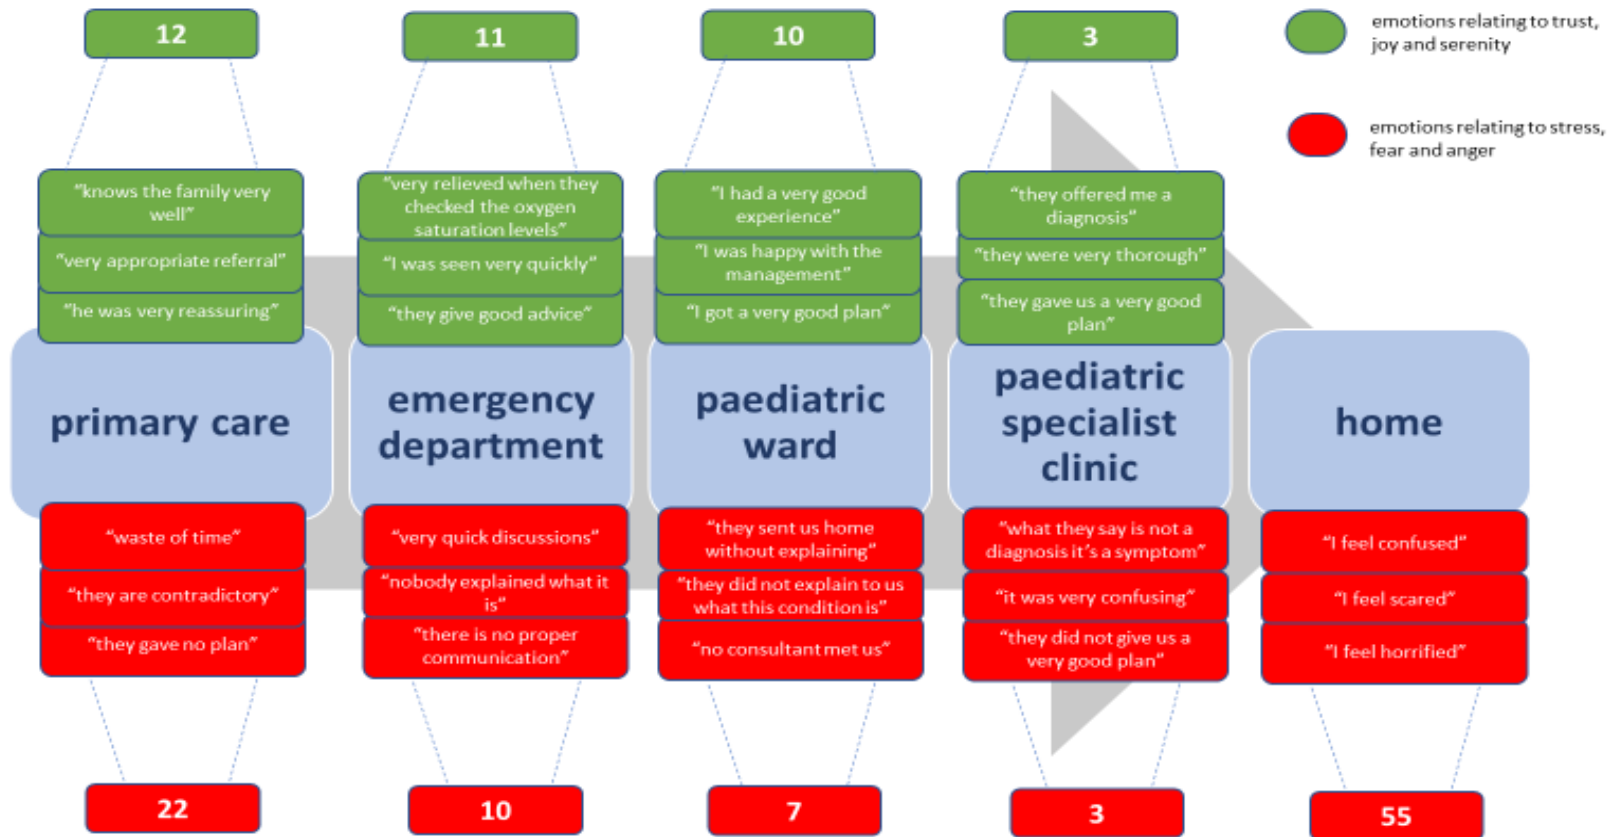 12
11
10
3
emotions relating to trust,
joy and serenity
emotions relating to stress,
fear and anger
“knows the family very
well”
“very appropriate referral”
“he was very reassuring”
“very relieved when they
checked the oxygen
saturation levels”
“I was seen very quickly”
“they give good advice”
“I had a very good
experience”
“I was happy with the
management”
“I got a very good plan”
“they offered me a
diagnosis”
“they were very thorough”
“they gave us a very good
plan”
primary care
emergency
department
paediatric
ward
paediatric
specialist
clinic
home
“waste of time”
“they are contradictory”
“they gave no plan”
“very quick discussions”
“nobody explained what it
is”
“there is no proper
communication”
“they sent us home
without explaining”
“they did not explain to us
what this condition is”
“no consultant met us”
“what they say is not a
diagnosis it’s a symptom”
“it was very confusing”
“they did not give us a
very good plan”
“I feel confused”
“I feel scared”
“I feel horrified”
22
10
7
3
55